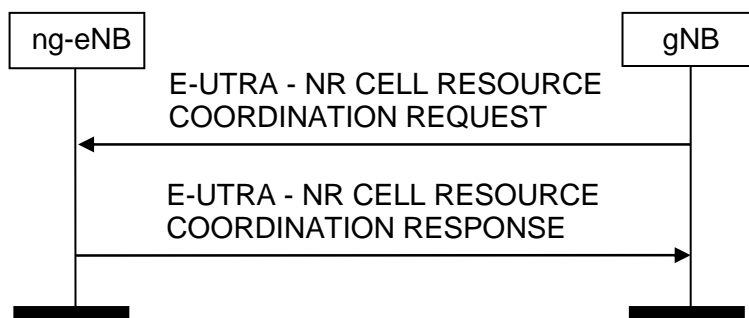 ng-eNB
gNB
E-UTRA - NR CELL RESOURCE
COORDINATION REQUEST
E-UTRA - NR CELL RESOURCE
COORDINATION RESPONSE